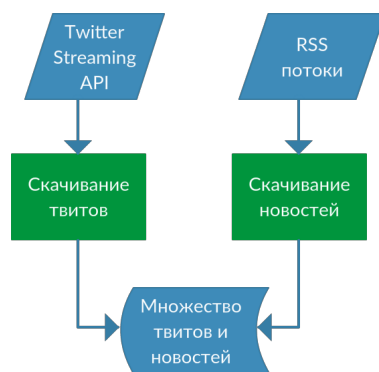 Twitter
Streaming
API
RSS
потоки
Скачивание
твитов
Скачивание
новостей
Множество
твитов и
новостей